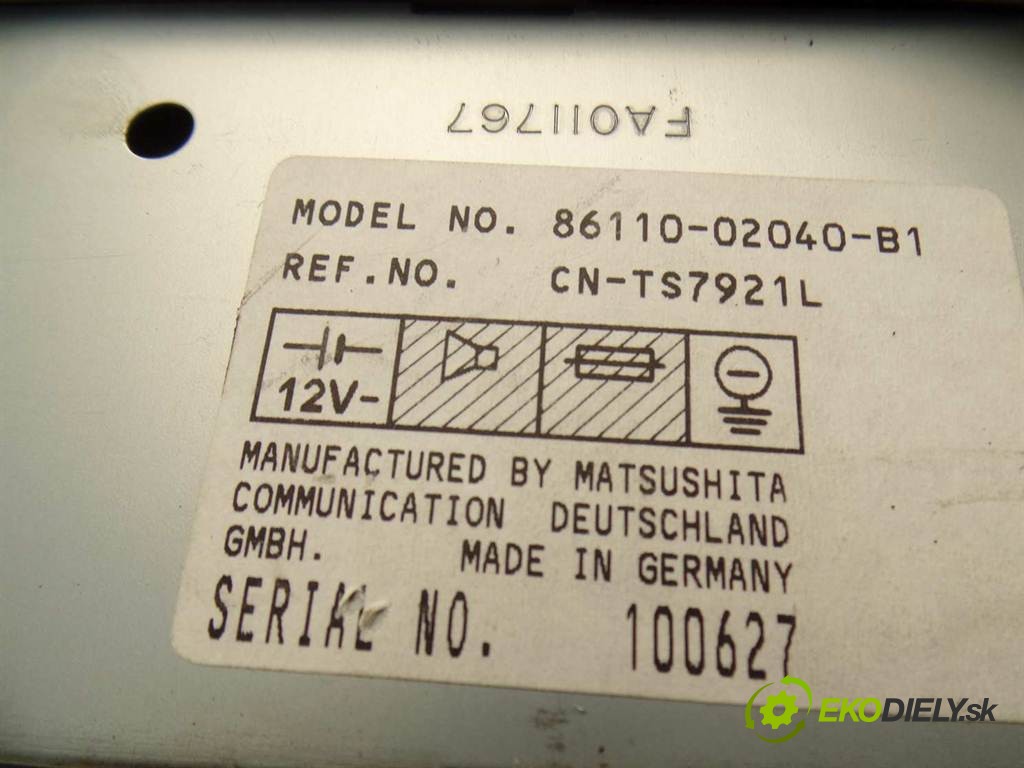 FA011767
MODEL NO. 86110-02040-B1
REF.NO. CN-TS7921L
12V-
MANUFACTURED BY MATSUSHITA
COMMUNICATION DEUTSCHLAND
GMBH. MADE IN GERMANY
SERIAL NO. 100627
EKODIELY.sk